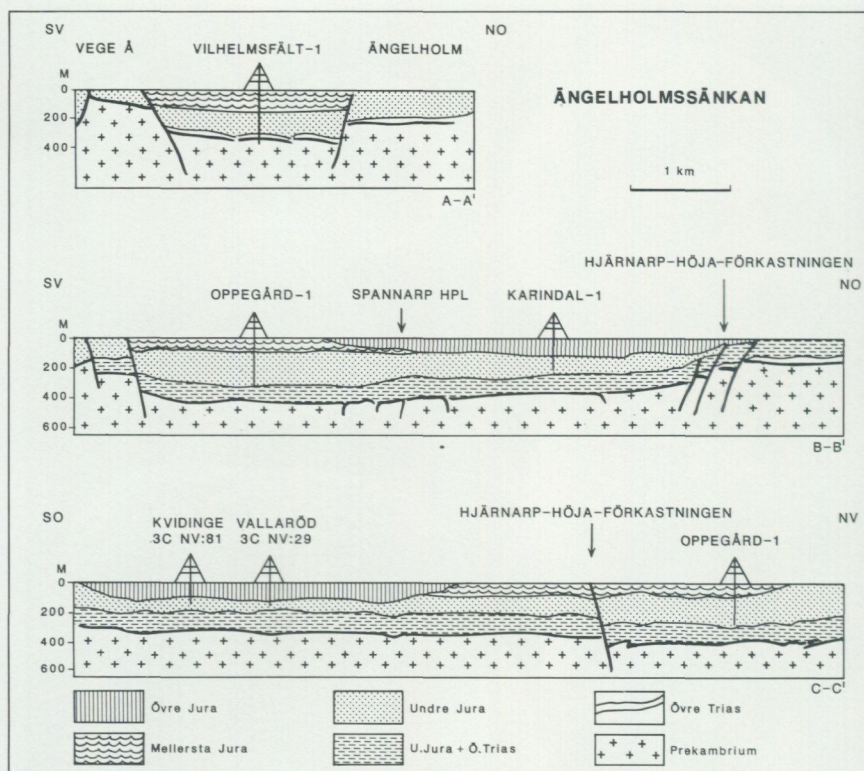 SV NO
VEGE Å VILHELMSFÄLT-1 ÄNGELHOLM
M
0
200
400
A-A'
ÄNGELHOLMSSÄNKAN
1 km
HJÄRNARP-HÖJA-FÖRKASTNINGEN
SV NO
OPPEGÅRD-1 SPANNARP HPL KARINDAL-1
M
0
200
400
600
B-B'
SO HJÄRNARP-HÖJA-FÖRKASTNINGEN NV
KVIDINGE VALLARÖD OPPEGÅRD-1
3C NV:81 3C NV:29
M
0
200
400
600
C-C'
Övre Jura Undre Jura Övre Trias
Mellersta Jura U.Jura + Ö.Trias Prekambrium